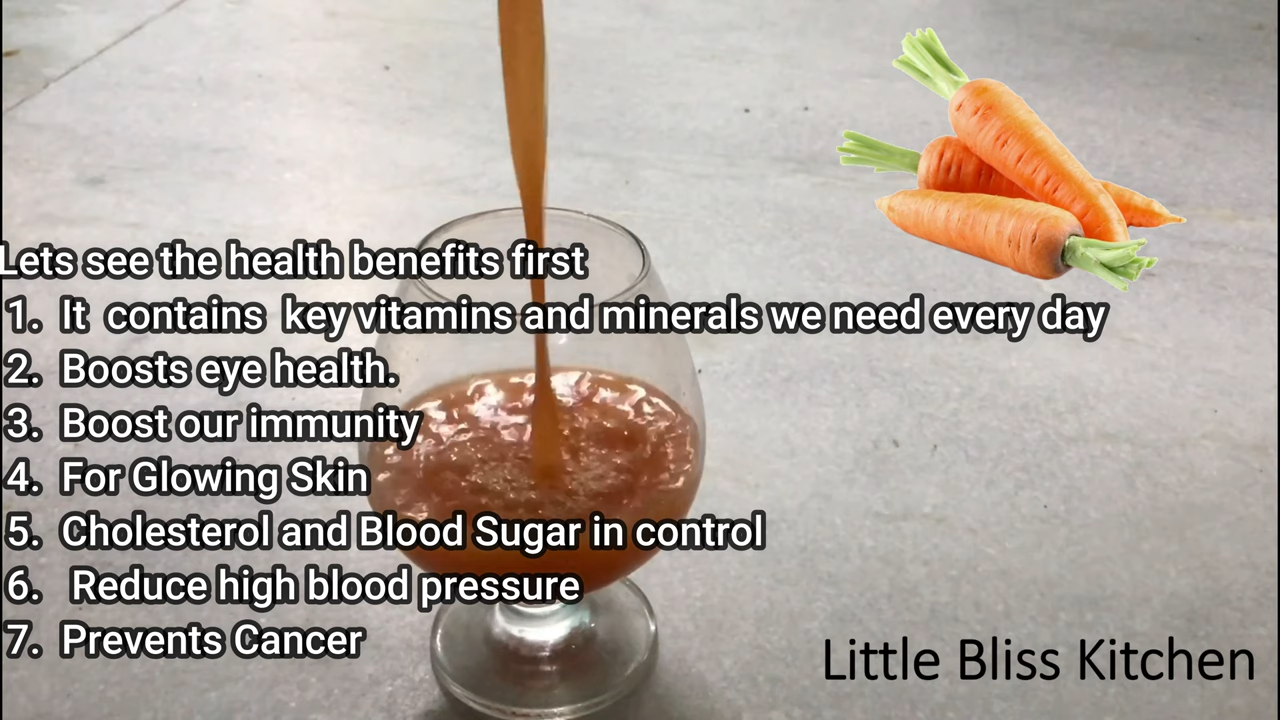 Lets see the health benefits first
1. It contains key vitamins and minerals we need every day
2. Boosts eye health.
3. Boost our immunity
4. For Glowing Skin
5. Cholesterol and Blood Sugar in control
6. Reduce high blood pressure
7. Prevents Cancer
Little Bliss Kitchen